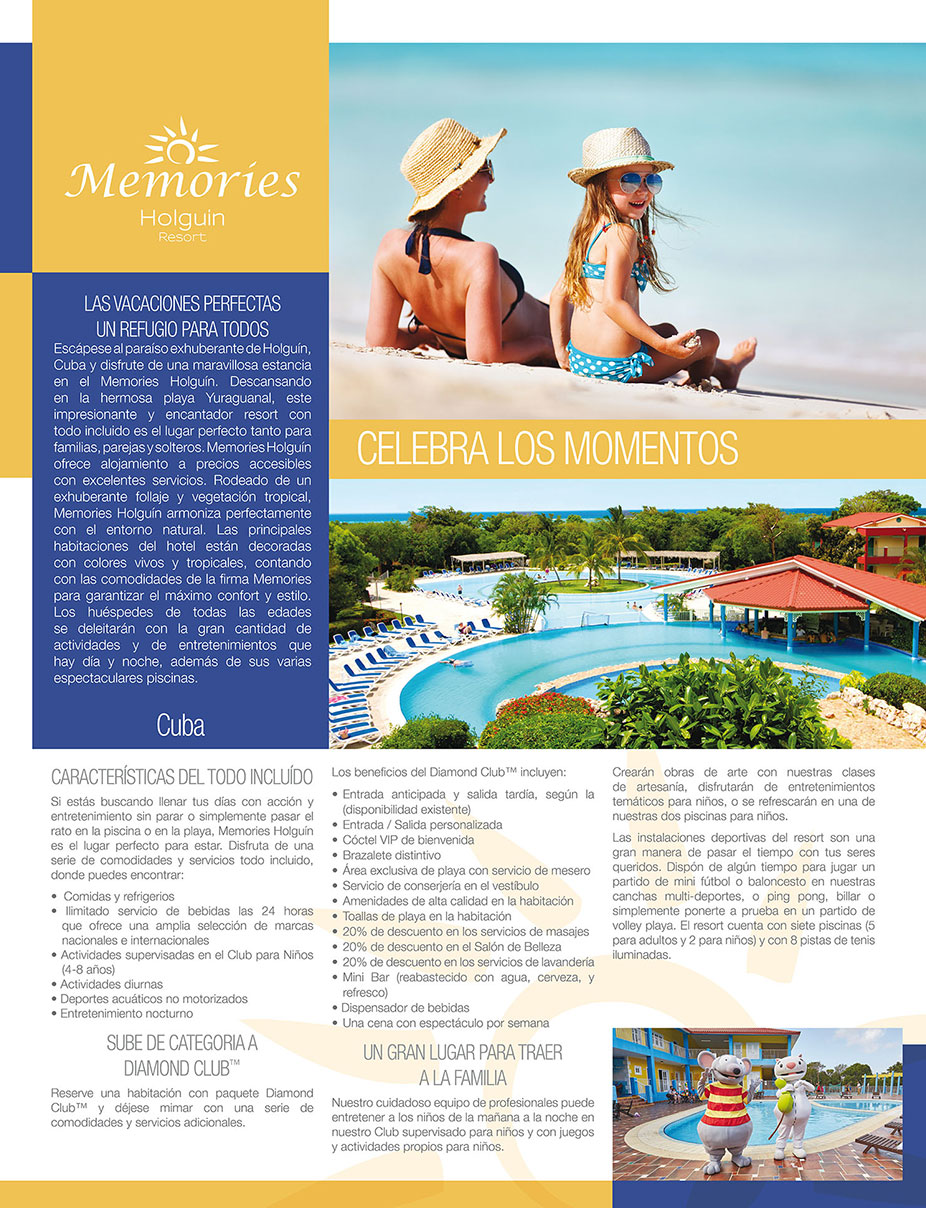 Memories
Holguin
Resort
LAS VACACIONES PERFECTAS
UN REFUGIO PARA TODOS
Escápese al paraíso exhuberante de Holguín,
Cuba y disfrute de una maravillosa estancia
en el Memories Holguín. Descansando
en la hermosa playa Yuraguanal, este
impresionante y encantador resort con
todo incluido es el lugar perfecto tanto para
familias, parejas y solteros. Memories Holguín
ofrece alojamiento a precios accesibles
con excelentes servicios. Rodeado de un
exhuberante follaje y vegetación tropical,
Memories Holguín armoniza perfectamente
con el entorno natural. Las principales
habitaciones del hotel están decoradas
con colores vivos y tropicales, contando
con las comodidades de la firma Memories
para garantizar el máximo confort y estilo.
Los huéspedes de todas las edades
se deleitarán con la gran cantidad de
actividades y de entretenimientos que
hay día y noche, además de sus varias
espectaculares piscinas.
Cuba
CELEBRA LOS MOMENTOS
CARACTERÍSTICAS DEL TODO INCLUÍDO
Si estás buscando llenar tus días con acción y
entretenimiento sin parar o simplemente pasar el
rato en la piscina o en la playa, Memories Holguín
es el lugar perfecto para estar. Disfruta de una
serie de comodidades y servicios todo incluido,
donde puedes encontrar:
• Comidas y refrigerios
• Ilimitado servicio de bebidas las 24 horas
que ofrece una amplia selección de marcas
nacionales e internacionales
• Actividades supervisadas en el Club para Niños
(4-8 años)
• Actividades diurnas
• Deportes acuáticos no motorizados
• Entretenimiento nocturno
SUBE DE CATEGORIA A
DIAMOND CLUB™
Reserve una habitación con paquete Diamond
Club™ y déjese mimar con una serie de
comodidades y servicios adicionales.
Los beneficios del Diamond Club™ incluyen:
• Entrada anticipada y salida tardía, según la
(disponibilidad existente)
• Entrada / Salida personalizada
• Cóctel VIP de bienvenida
• Brazalete distintivo
• Área exclusiva de playa con servicio de mesero
• Servicio de conserjería en el vestíbulo
• Amenidades de alta calidad en la habitación
• Toallas de playa en la habitación
• 20% de descuento en los servicios de masajes
• 20% de descuento en el Salón de Belleza
• 20% de descuento en los servicios de lavandería
• Mini Bar (reabastecido con agua, cerveza, y
refresco)
• Dispensador de bebidas
• Una cena con espectáculo por semana
UN GRAN LUGAR PARA TRAER
A LA FAMILIA
Nuestro cuidadoso equipo de profesionales puede
entretener a los niños de la mañana a la noche en
nuestro Club supervisado para niños y con juegos
y actividades propios para niños.
Crearán obras de arte con nuestras clases
de artesanía, disfrutarán de entretenimientos
temáticos para niños, o se refrescarán en una de
nuestras dos piscinas para niños.
Las instalaciones deportivas del resort son una
gran manera de pasar el tiempo con tus seres
queridos. Dispón de algún tiempo para jugar un
partido de mini fútbol o baloncesto en nuestras
canchas multi-deportes, o ping pong, billar o
simplemente ponerte a prueba en un partido de
volley playa. El resort cuenta con siete piscinas (5
para adultos y 2 para niños) y con 8 pistas de tenis
iluminadas.